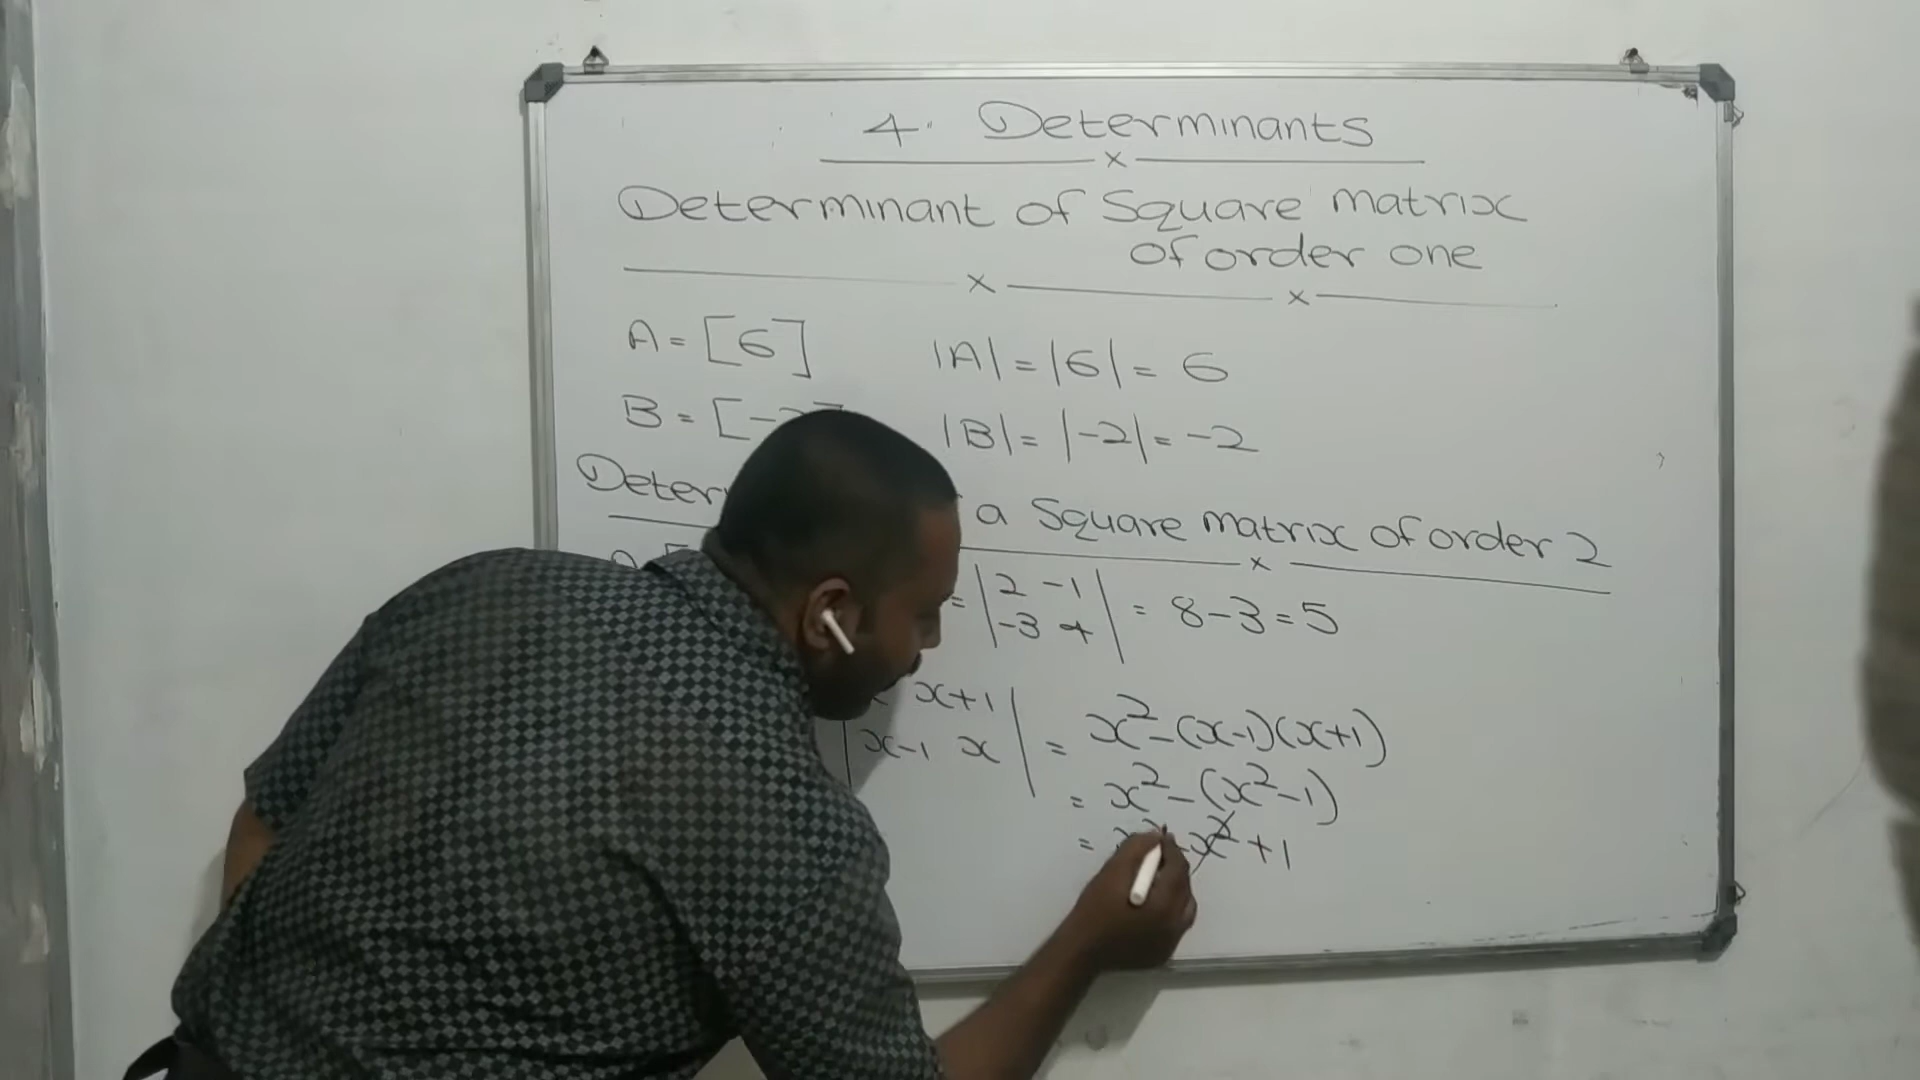 4. Determinants
Determinant of Square matrix
of order one
A = [6] |A| = |6| = 6
B = [- |B| = |-2| = -2
a Square matrix of order 2
= |2 -1
-3 4| = 8-3 = 5
x+1
x-1 x| = x²-(x-1)(x+1)
= x²-(x²-1)
= x²+1